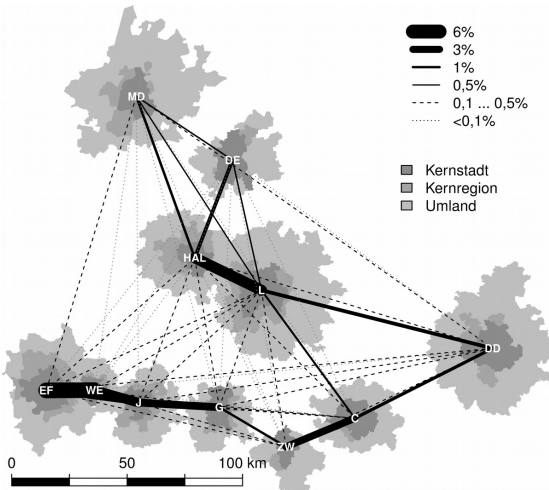 6%
3%
1%
0,5%
0,1 ... 0,5%
<0,1%
Kernstadt
Kernregion
Umland
MD
DE
HAL
L
DD
EF WE
J
G
C
ZW
0 50 100 km